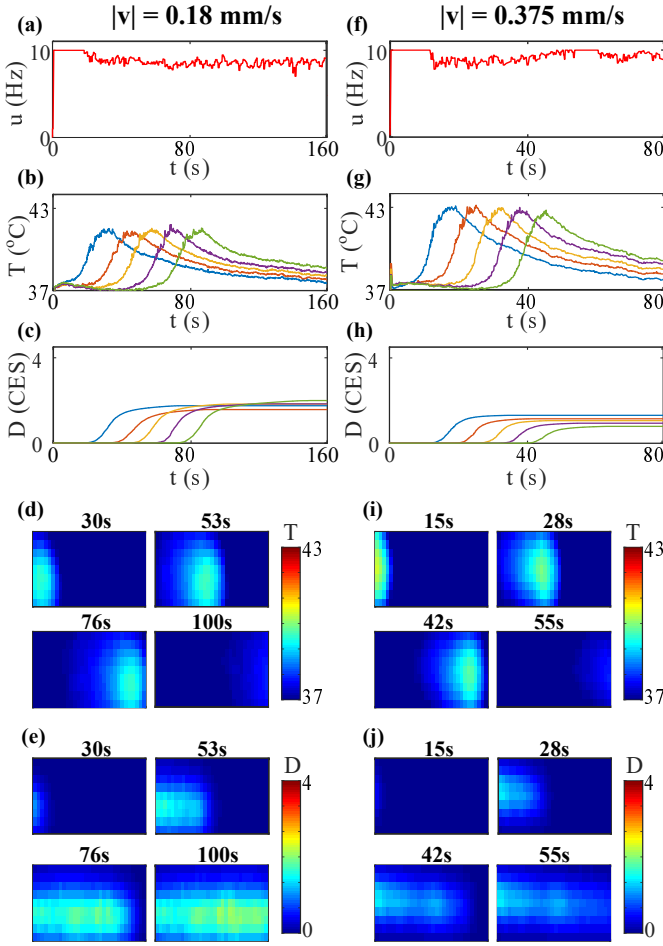 |v| = 0.18 mm/s
|v| = 0.375 mm/s
(a)
10
u (Hz)
0
0
80
160
t (s)
(f)
10
u (Hz)
0
0
40
80
t (s)
(b)
43
T (°C)
37
0
80
160
t (s)
(g)
43
T (°C)
37
0
40
80
t (s)
(c)
4
D (CES)
0
0
80
160
t (s)
(h)
4
D (CES)
0
0
40
80
t (s)
(d)
30s
53s
76s
100s
T
43
37
(i)
15s
28s
42s
55s
T
43
37
(e)
30s
53s
76s
100s
D
4
0
(j)
15s
28s
42s
55s
D
4
0